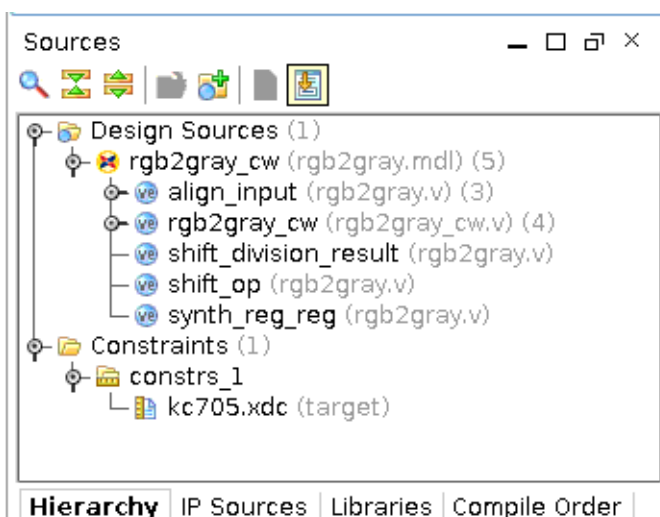 Sources
Design Sources (1)
rgb2gray_cw (rgb2gray.mdl) (5)
align_input (rgb2gray.v) (3)
rgb2gray_cw (rgb2gray_cw.v) (4)
shift_division_result (rgb2gray.v)
shift_op (rgb2gray.v)
synth_reg_reg (rgb2gray.v)
Constraints (1)
constrs_1
kc705.xdc (target)
Hierarchy IP Sources Libraries Compile Order